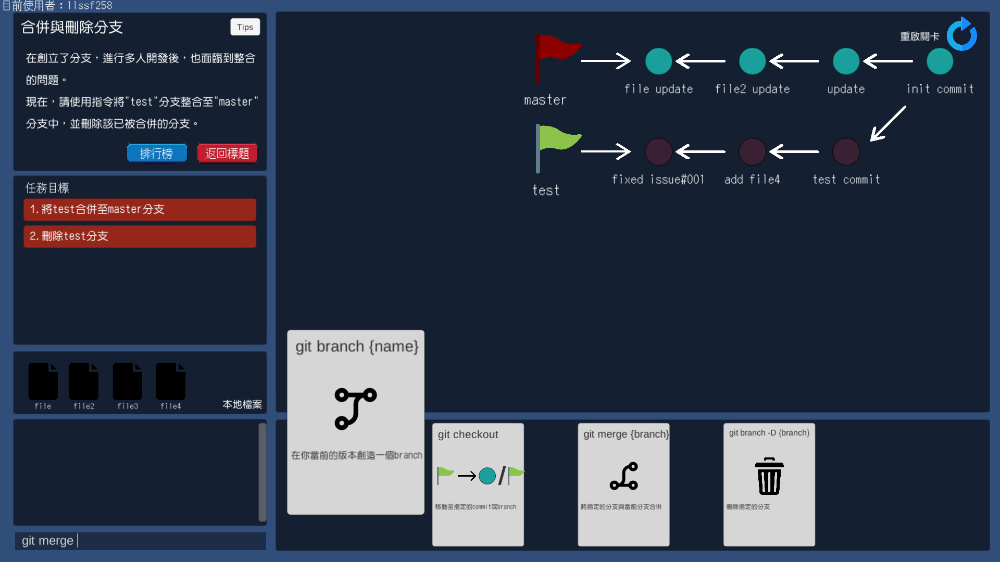 目前使用者：llssf258
合併與刪除分支
Tips
在創立了分支，進行多人開發後，也面臨到整合
的問題。
現在，請使用指令將"test"分支整合至"master"
分支中，並刪除該已被合併的分支。
排行榜
返回標題
任務目標
1.將test合併至master分支
2.刪除test分支
file
file2
file3
file4
本地檔案
git merge
重啟關卡
master
file update
file2 update
update
init commit
test
fixed issue#001
add file4
test commit
git branch {name}
在你當前的版本創造一個branch
git checkout
移動至指定的commit或branch
git merge {branch}
將指定的分支與當前分支合併
git branch -D {branch}
刪除指定的分支